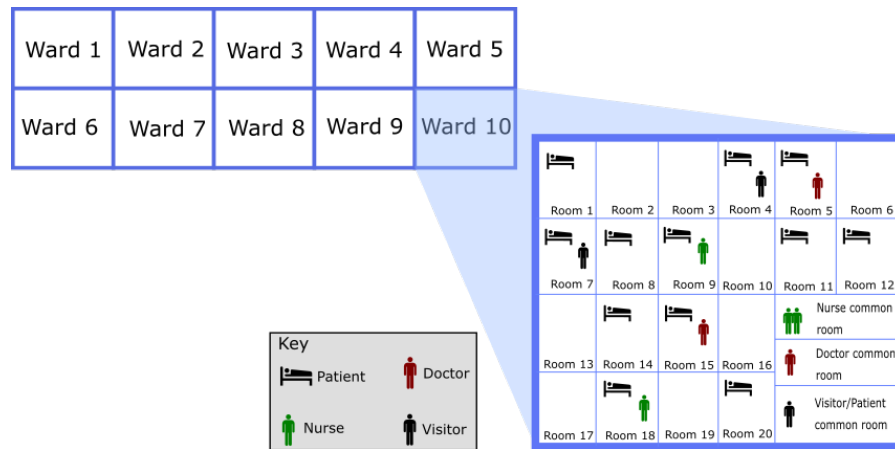 Ward 1 Ward 2 Ward 3 Ward 4 Ward 5
Ward 6 Ward 7 Ward 8 Ward 9 Ward 10
Room 1 Room 2 Room 3 Room 4 Room 5 Room 6
Room 7 Room 8 Room 9 Room 10 Room 11 Room 12
Nurse common
room
Room 13 Room 14 Room 15 Room 16
Doctor common
room
Visitor/Patient
common room
Room 17 Room 18 Room 19 Room 20
Key
Patient Doctor
Nurse Visitor